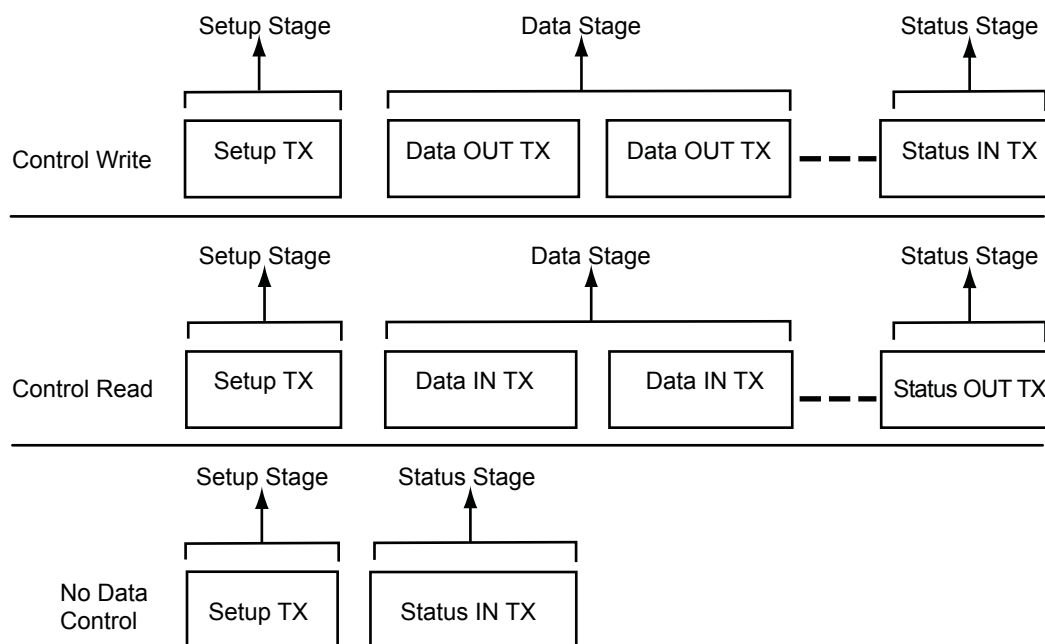 Setup Stage Data Stage Status Stage
Control Write Setup TX Data OUT TX Data OUT TX Status IN TX
Setup Stage Data Stage Status Stage
Control Read Setup TX Data IN TX Data IN TX Status OUT TX
Setup Stage Status Stage
No Data
Control
Setup TX Status IN TX